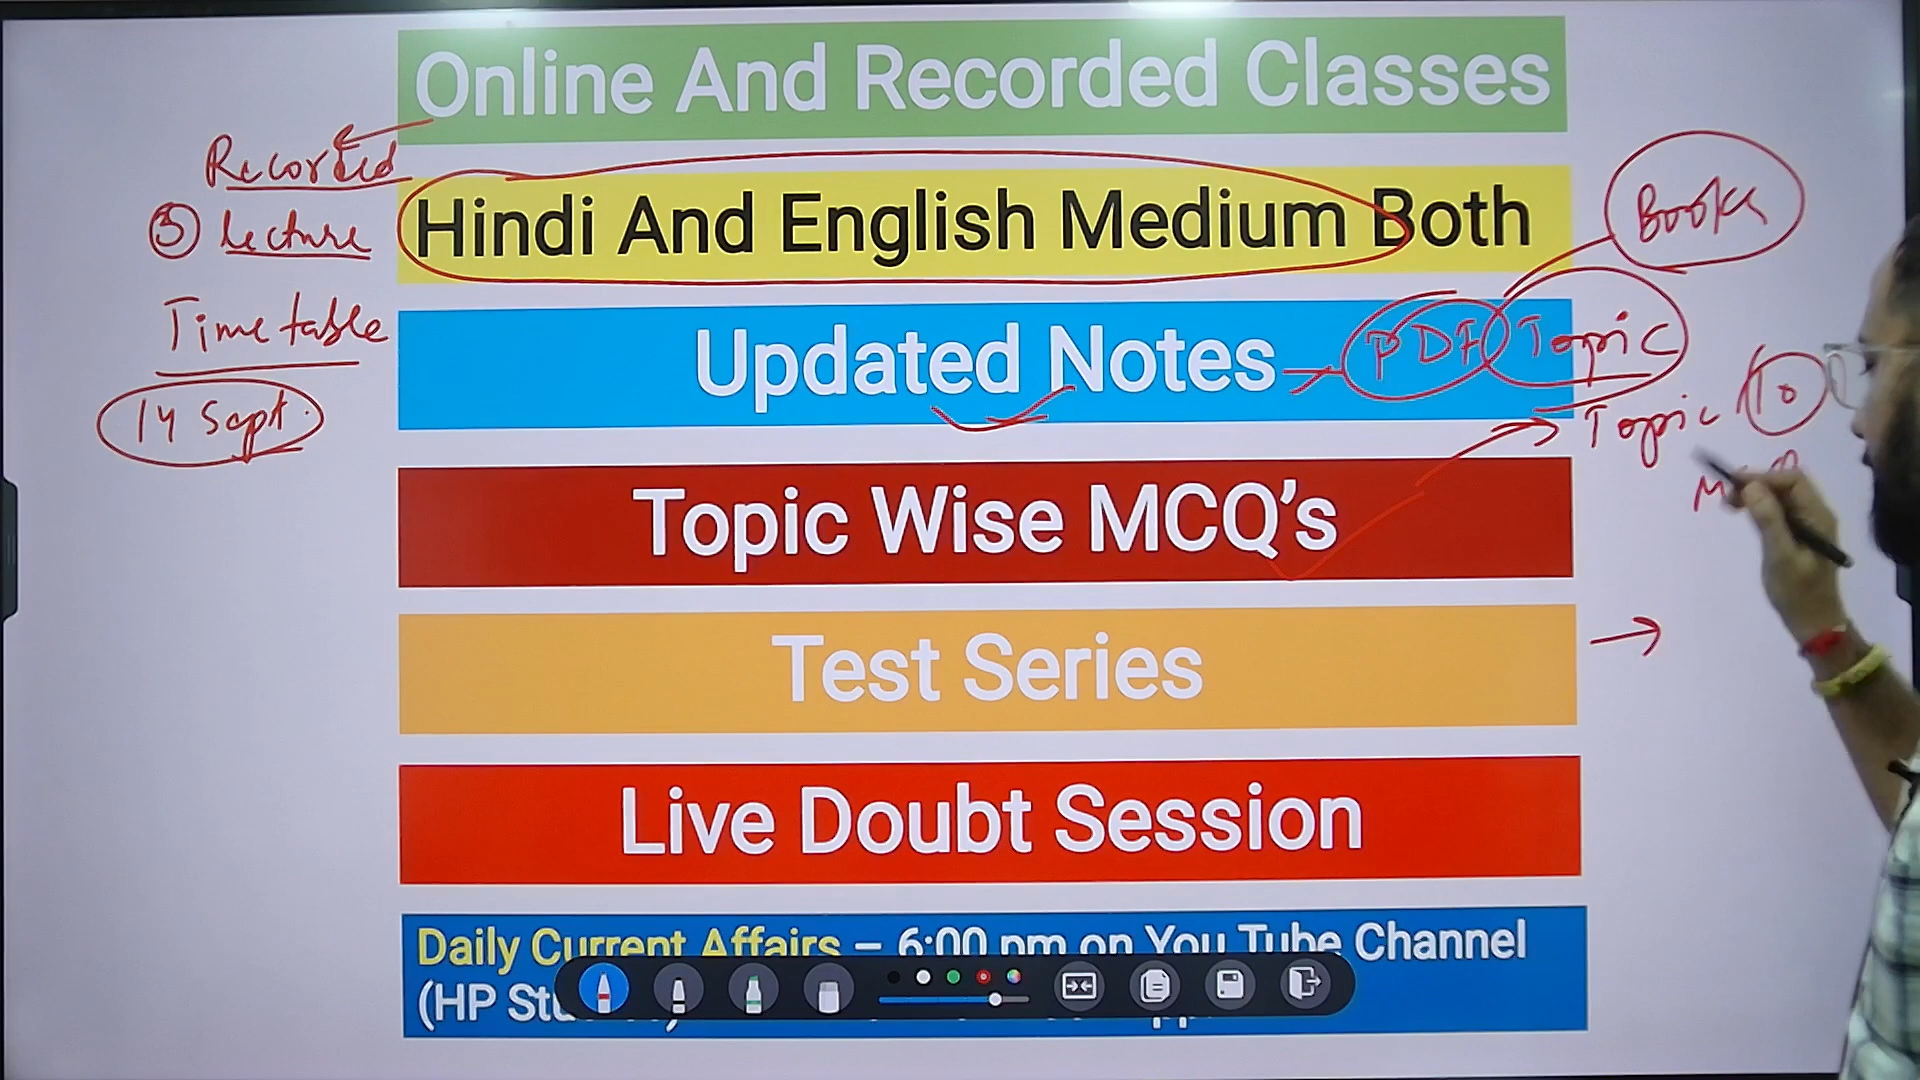 Online And Recorded Classes
Recorded
Hindi And English Medium Both
Books
③ lecture
Time table
Updated Notes
PDF Topic
14 Sept.
Topic To
Topic Wise MCQ's
Test Series
Live Doubt Session
Daily Current Affairs – 6:00 pm on You Tube Channel
(HP